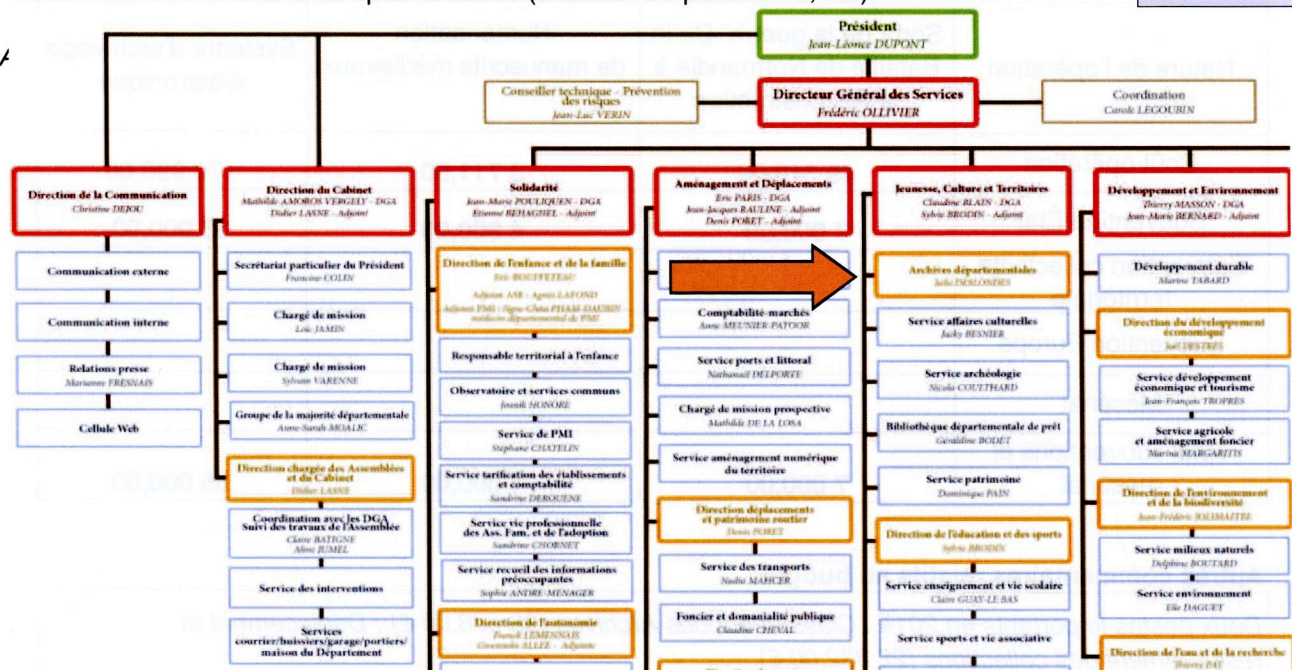 Président
Jean-Léonce DUPONT
Conseiller technique - Prévention
des risques
Jean-Luc VERIN
Directeur Général des Services
Frédéric OLLIVIER
Coordination
Carole LEGOUBIN
Direction de la Communication
Christine DEJOU
Communication externe
Communication interne
Relations presse
Marianne FRESNAIS
Cellule Web
Direction du Cabinet
Mathilde AMOROS VERGELY - DGA
Didier LASNE - Adjoint
Secrétariat particulier du Président
Francine COLIN
Chargé de mission
Loïc JAMIN
Chargé de mission
Sylvain VARENNE
Groupe de la majorité départementale
Anne-Sarah MOALIC
Direction chargée des Assemblées
et du Cabinet
Didier LASNE
Coordination avec les DGA
Suivi des travaux de l'Assemblée
Claire BATIGNE
Aline JUMEL
Service des interventions
Services
courrier/huissiers/garage/portiers/
maison du Département
Solidarité
Jean-Marie POULIQUEN - DGA
Etienne BEHAGHEL - Adjoint
Direction de l'enfance et de la famille
Eric BOUFFETEAU
Adjoint ASE : Agnès LAFOND
médecin départemental de PMI
Responsable territorial à l'enfance
Observatoire et services communs
Joanik HONORE
Service de PMI
Stéphane CHATELIN
Service tarification des établissements
et comptabilité
Sandrine DEROUENE
Service vie professionnelle
des Ass. Fam. et de l'adoption
Sandrine CHORNET
Service recueil des informations
préoccupantes
Sophie ANDRE-MENAGER
Direction de l'autonomie
Franck LEMENNAIS
Gwennola ALLEE - Adjointe
Aménagement et Déplacements
Eric PARIS - DGA
Jean-Jacques RAULINE - Adjoint
Denis PORET - Adjoint
Comptabilité-marchés
Anne MEUNIER-PATOOR
Service ports et littoral
Nathanaël DELPORTE
Chargé de mission prospective
Mathilde DE LA LOSA
Service aménagement numérique
du territoire
Direction déplacements
et patrimoine routier
Denis PORET
Service des transports
Nadia MAHCER
Foncier et domanialité publique
Claudine CHEVAL
Jeunesse, Culture et Territoires
Claudine BLAIN - DGA
Sylvie BRODIN - Adjoint
Archives départementales
Julie DESLONDES
Service affaires culturelles
Jacky BESNIER
Service archéologie
Nicola COULTHARD
Bibliothèque départementale de prêt
Géraldine BODET
Service patrimoine
Dominique PAIN
Direction de l'éducation et des sports
Sylvie BRODIN
Service enseignement et vie scolaire
Claire GUAY-LE BAS
Service sports et vie associative
Développement et Environnement
Thierry MASSON - DGA
Jean-Marie BERNARD - Adjoint
Développement durable
Marine TABARD
Direction du développement
économique
Joël DESTRES
Service développement
économique et tourisme
Jean-François TROPRES
Service agricole
et aménagement foncier
Marina MARGARITIS
Direction de l'environnement
et de la biodiversité
Jean-Frédéric JOLIMAITRE
Service milieux naturels
Delphine BOUTARD
Service environnement
Elie DAGUET
Direction de l'eau et de la recherche